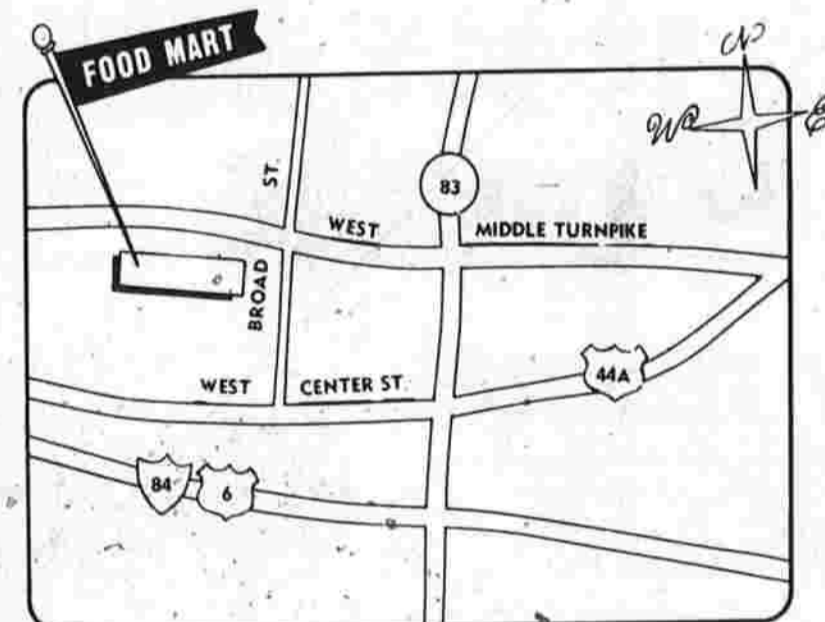 FOOD MART
N
W E
ST.
83
WEST MIDDLE TURNPIKE
BROAD
44A
WEST CENTER ST.
84 6